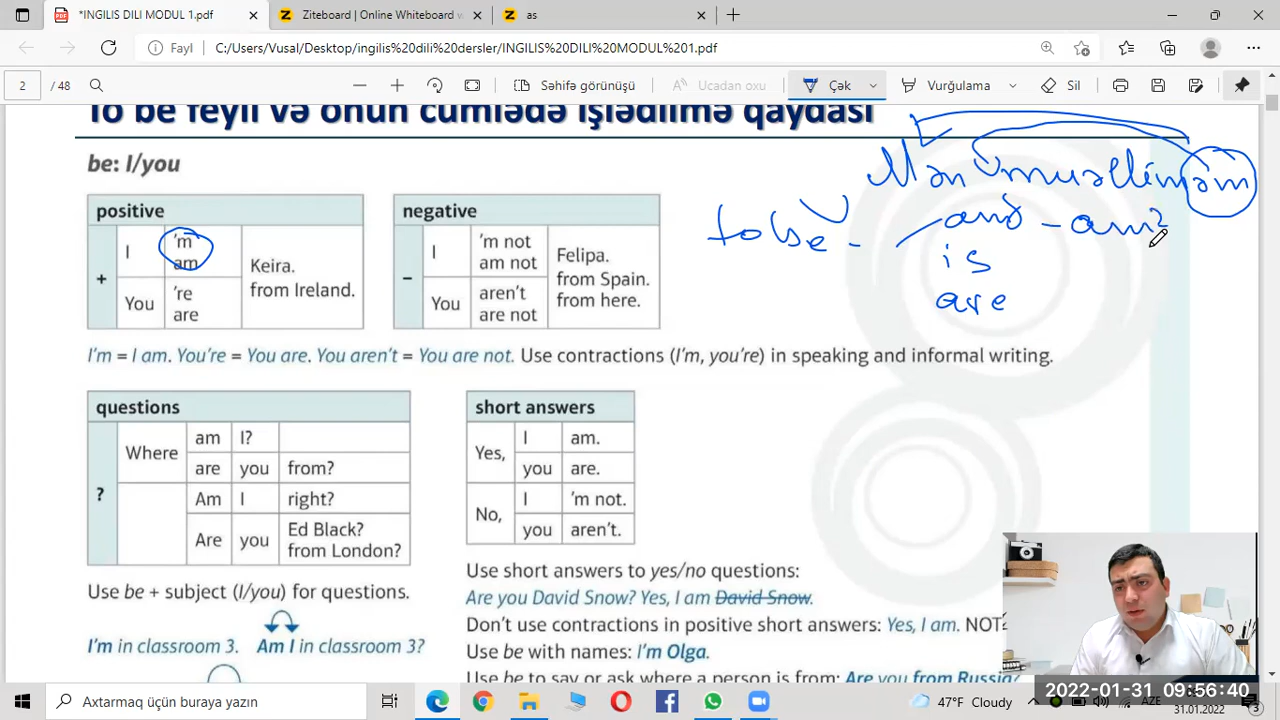 *INGILIS DILI MODUL 1.pdf
Ziteboard | Online Whiteboard v
as
Fayl
C:/Users/Vusal/Desktop/ingilis%20dili%20dersler/INGILIS%20DILI%20MODUL%201.pdf
2 / 48
Səhifə görünüşü
Ucadan oxu
Çək
Vurğulama
Sil
To be feyli və onun cümlədə işlədilmə qaydası
be: I/you
Mən müəlliməm
to be -
am
is
are
positive
+
I
'm
am
You
're
are
Keira.
from Ireland.
negative
–
I
'm not
am not
You
aren't
are not
Felipa.
from Spain.
from here.
I'm = I am. You're = You are. You aren't = You are not. Use contractions (I'm, you're) in speaking and informal writing.
questions
?
Where
am I?
are you from?
Am I right?
Are you Ed Black?
from London?
short answers
Yes,
I am.
you are.
No,
I 'm not.
you aren't.
Use be + subject (I/you) for questions.
I'm in classroom 3. Am I in classroom 3?
Use short answers to yes/no questions:
Are you David Snow? Yes, I am David Snow.
Don't use contractions in positive short answers: Yes, I am. NOT
Use be with names: I'm Olga.
Use be to say or ask where a person is from: Are you from Russia?
2022-01-31 09:56:40
Axtarmaq üçün buraya yazın
47°F Cloudy
AZE
31.01.2022
3